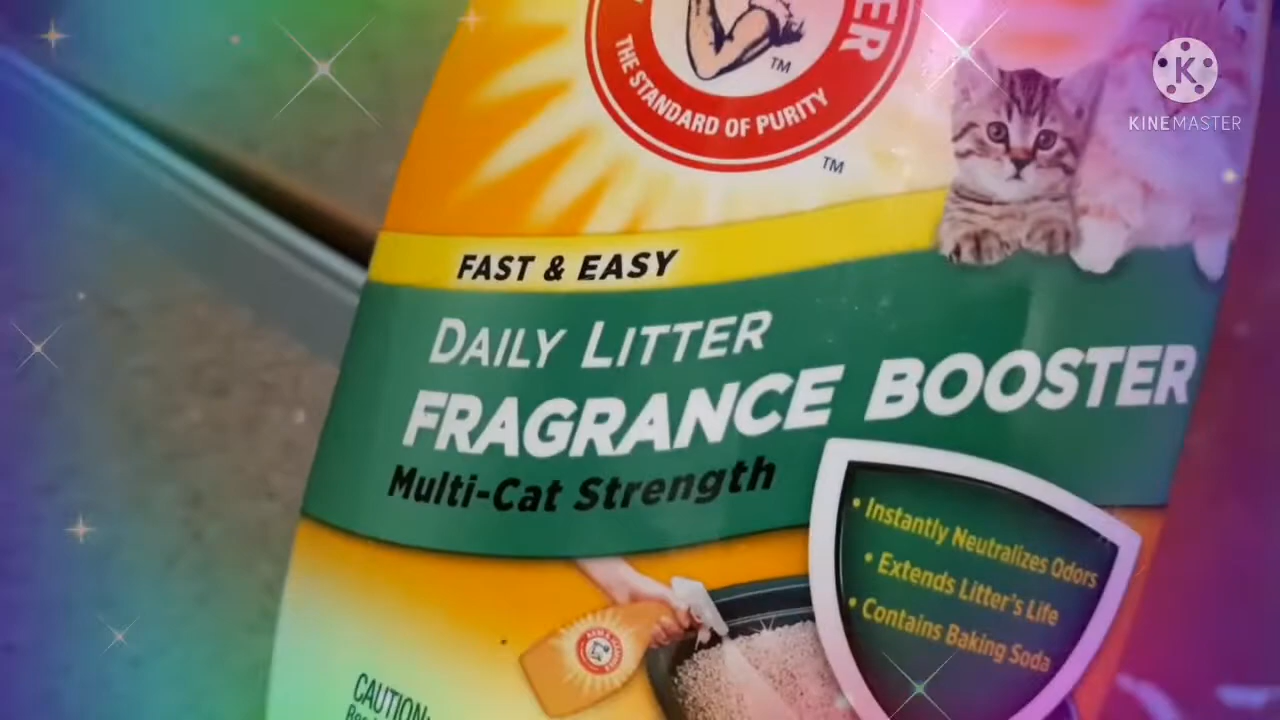 ER
THE STANDARD OF PURITY
TM
TM
K
KINEMASTER
FAST & EASY
DAILY LITTER
FRAGRANCE BOOSTER
Multi-Cat Strength
• Instantly Neutralizes Odors
• Extends Litter's Life
• Contains Baking Soda
CAUTION: